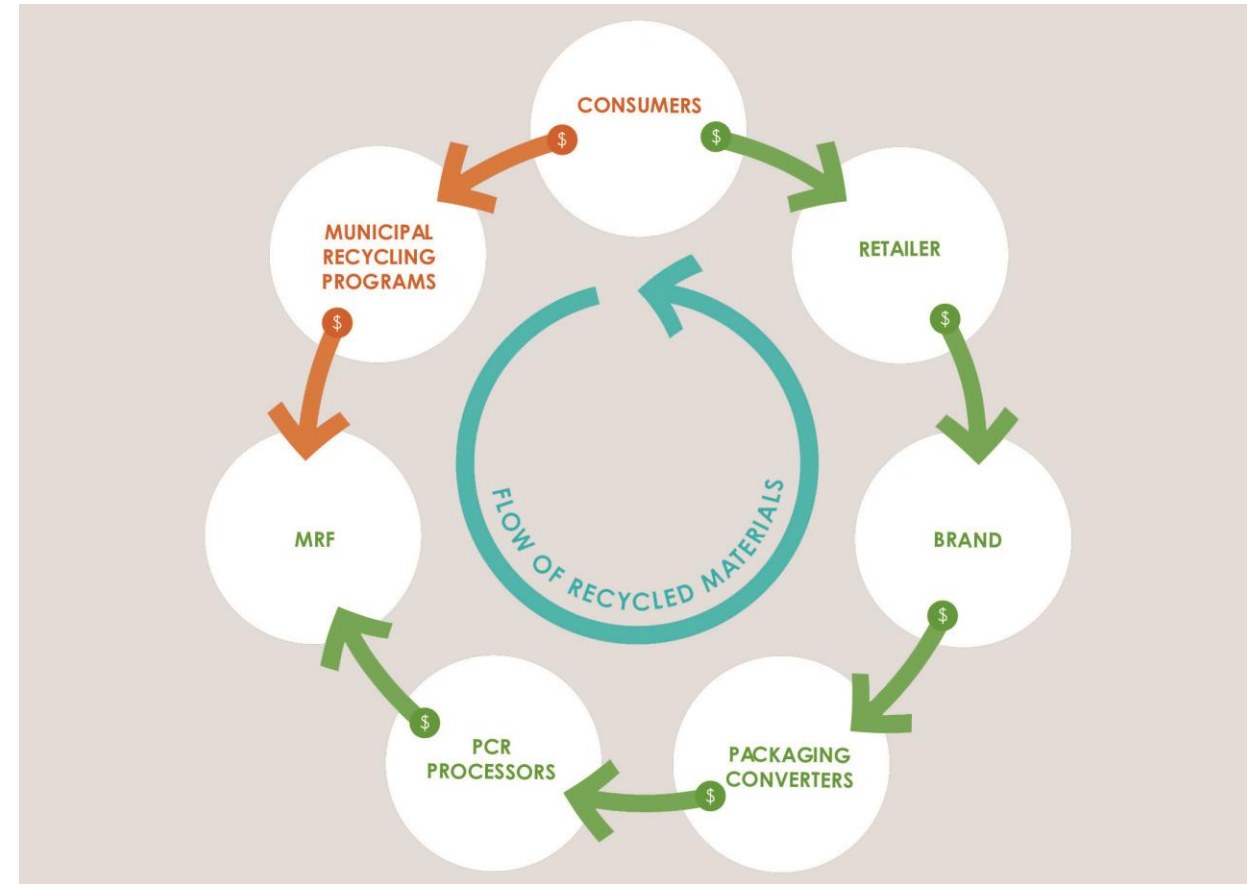 CONSUMERS
$
$
MUNICIPAL
RECYCLING
PROGRAMS
$
RETAILER
$
MRF
BRAND
$
FLOW OF RECYCLED MATERIALS
PCR
PROCESSORS
$
PACKAGING
CONVERTERS
$